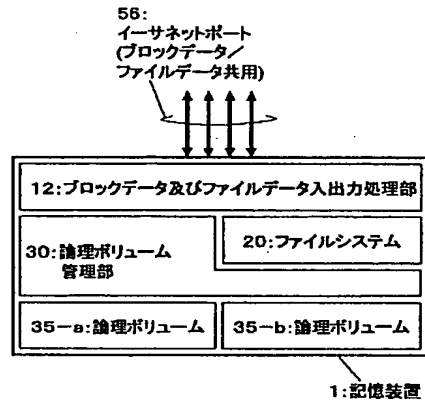 56:
イーサネットポート
(ブロックデータ/
ファイルデータ共用)
12:ブロックデータ及びファイルデータ入出力処理部
30:論理ボリューム
管理部
20:ファイルシステム
35-a:論理ボリューム
35-b:論理ボリューム
1:記憶装置